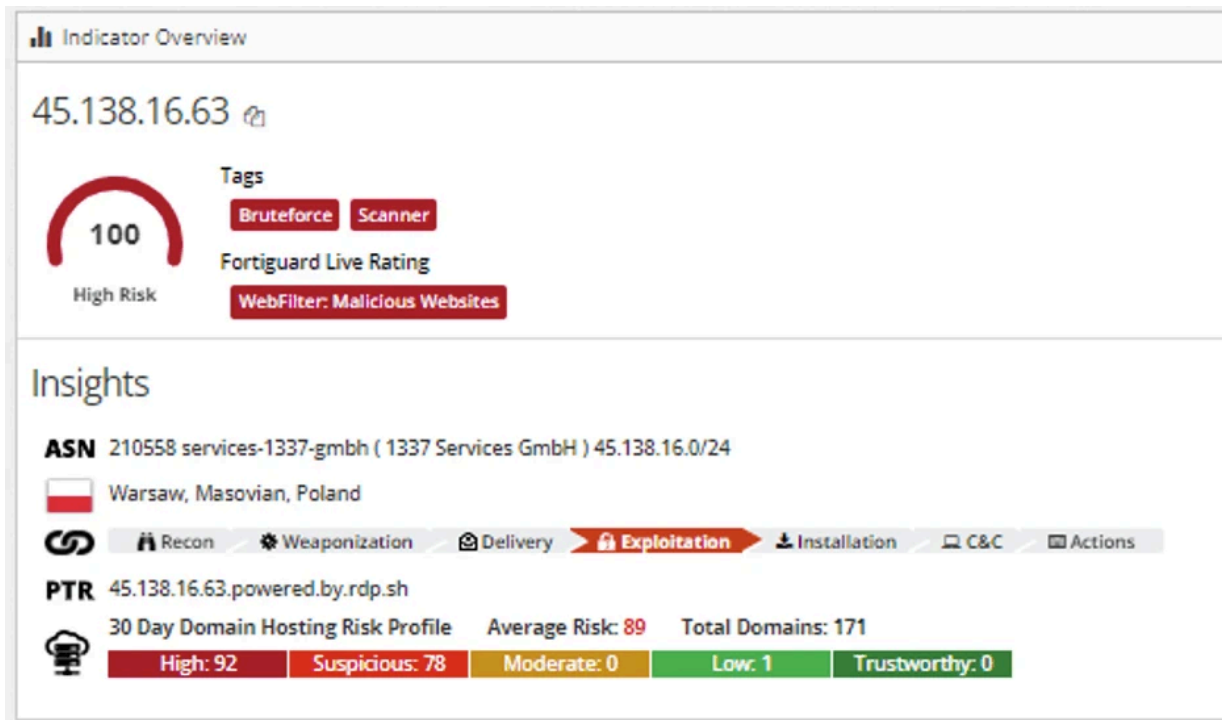 Indicator Overview
45.138.16.63
100
High Risk
Tags
Bruteforce Scanner
Fortiguard Live Rating
WebFilter: Malicious Websites
Insights
ASN 210558 services-1337-gmbh ( 1337 Services GmbH ) 45.138.16.0/24
Warsaw, Masovian, Poland
Recon Weaponization Delivery Exploitation Installation C&C Actions
PTR 45.138.16.63.powered.by.rdp.sh
30 Day Domain Hosting Risk Profile Average Risk: 89 Total Domains: 171
High: 92 Suspicious: 78 Moderate: 0 Low: 1 Trustworthy: 0